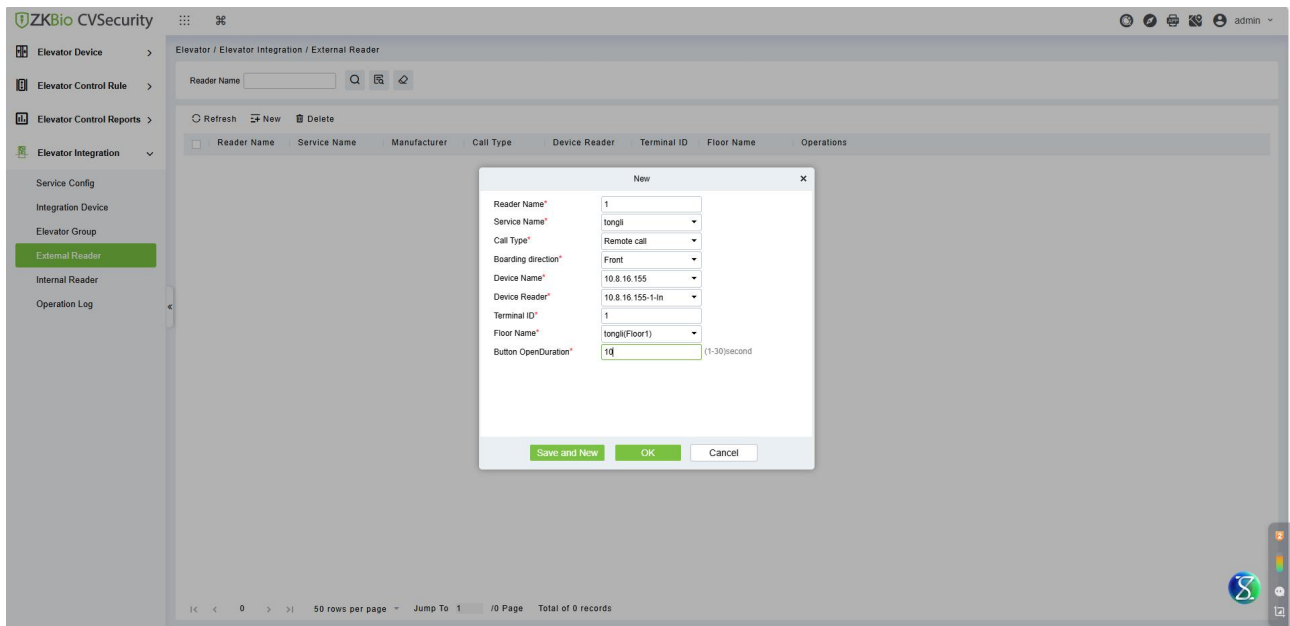 ZKBio CVSecurity
admin
Elevator Device
Elevator Control Rule
Elevator Control Reports
Elevator Integration
Service Config
Integration Device
Elevator Group
External Reader
Internal Reader
Operation Log
Elevator / Elevator Integration / External Reader
Reader Name
Refresh New Delete
Reader Name Service Name Manufacturer Call Type Device Reader Terminal ID Floor Name Operations
New ×
Reader Name* 1
Service Name* tongli
Call Type* Remote call
Boarding direction* Front
Device Name* 10.8.16.155
Device Reader* 10.8.16.155-1-In
Terminal ID* 1
Floor Name* tongli(Floor1)
Button OpenDuration* 10 (1-30)second
Save and New OK Cancel
|< < 0 > >| 50 rows per page Jump To 1 /0 Page Total of 0 records